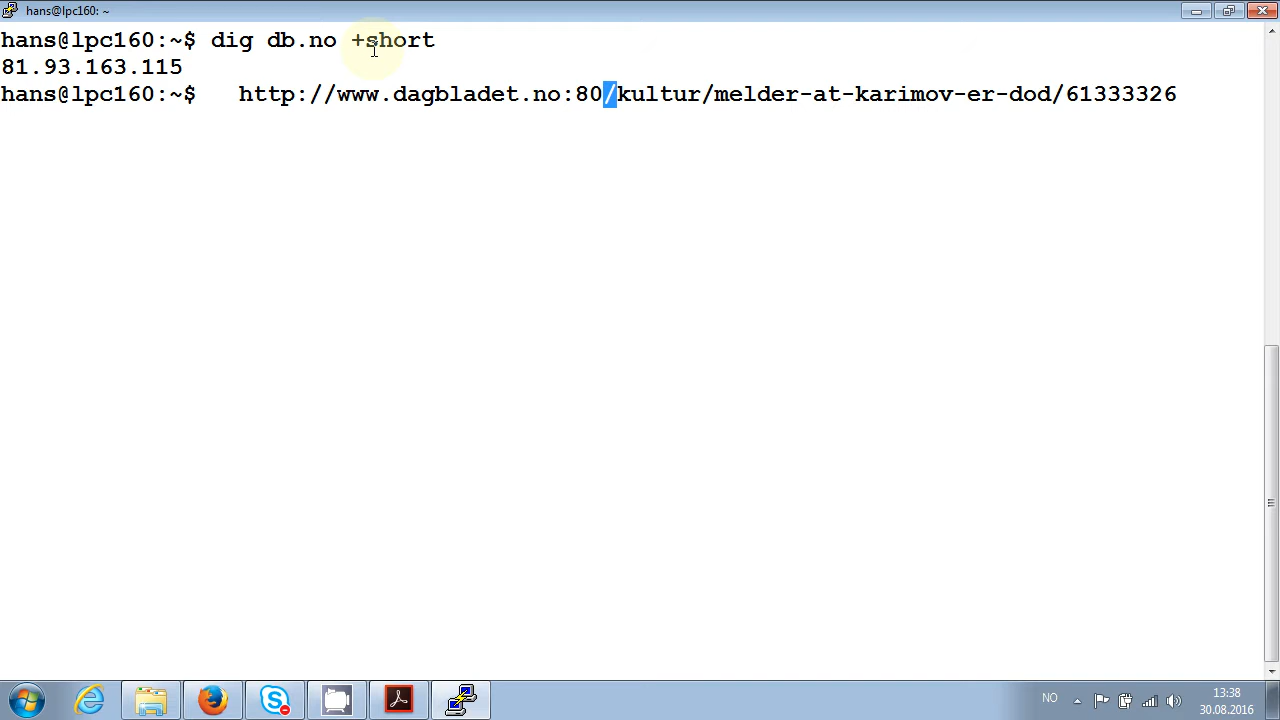 hans@lpc160: ~
hans@lpc160:~$ dig db.no +short
81.93.163.115
hans@lpc160:~$   http://www.dagbladet.no:80/kultur/melder-at-karimov-er-dod/61333326
NO
13:38
30.08.2016